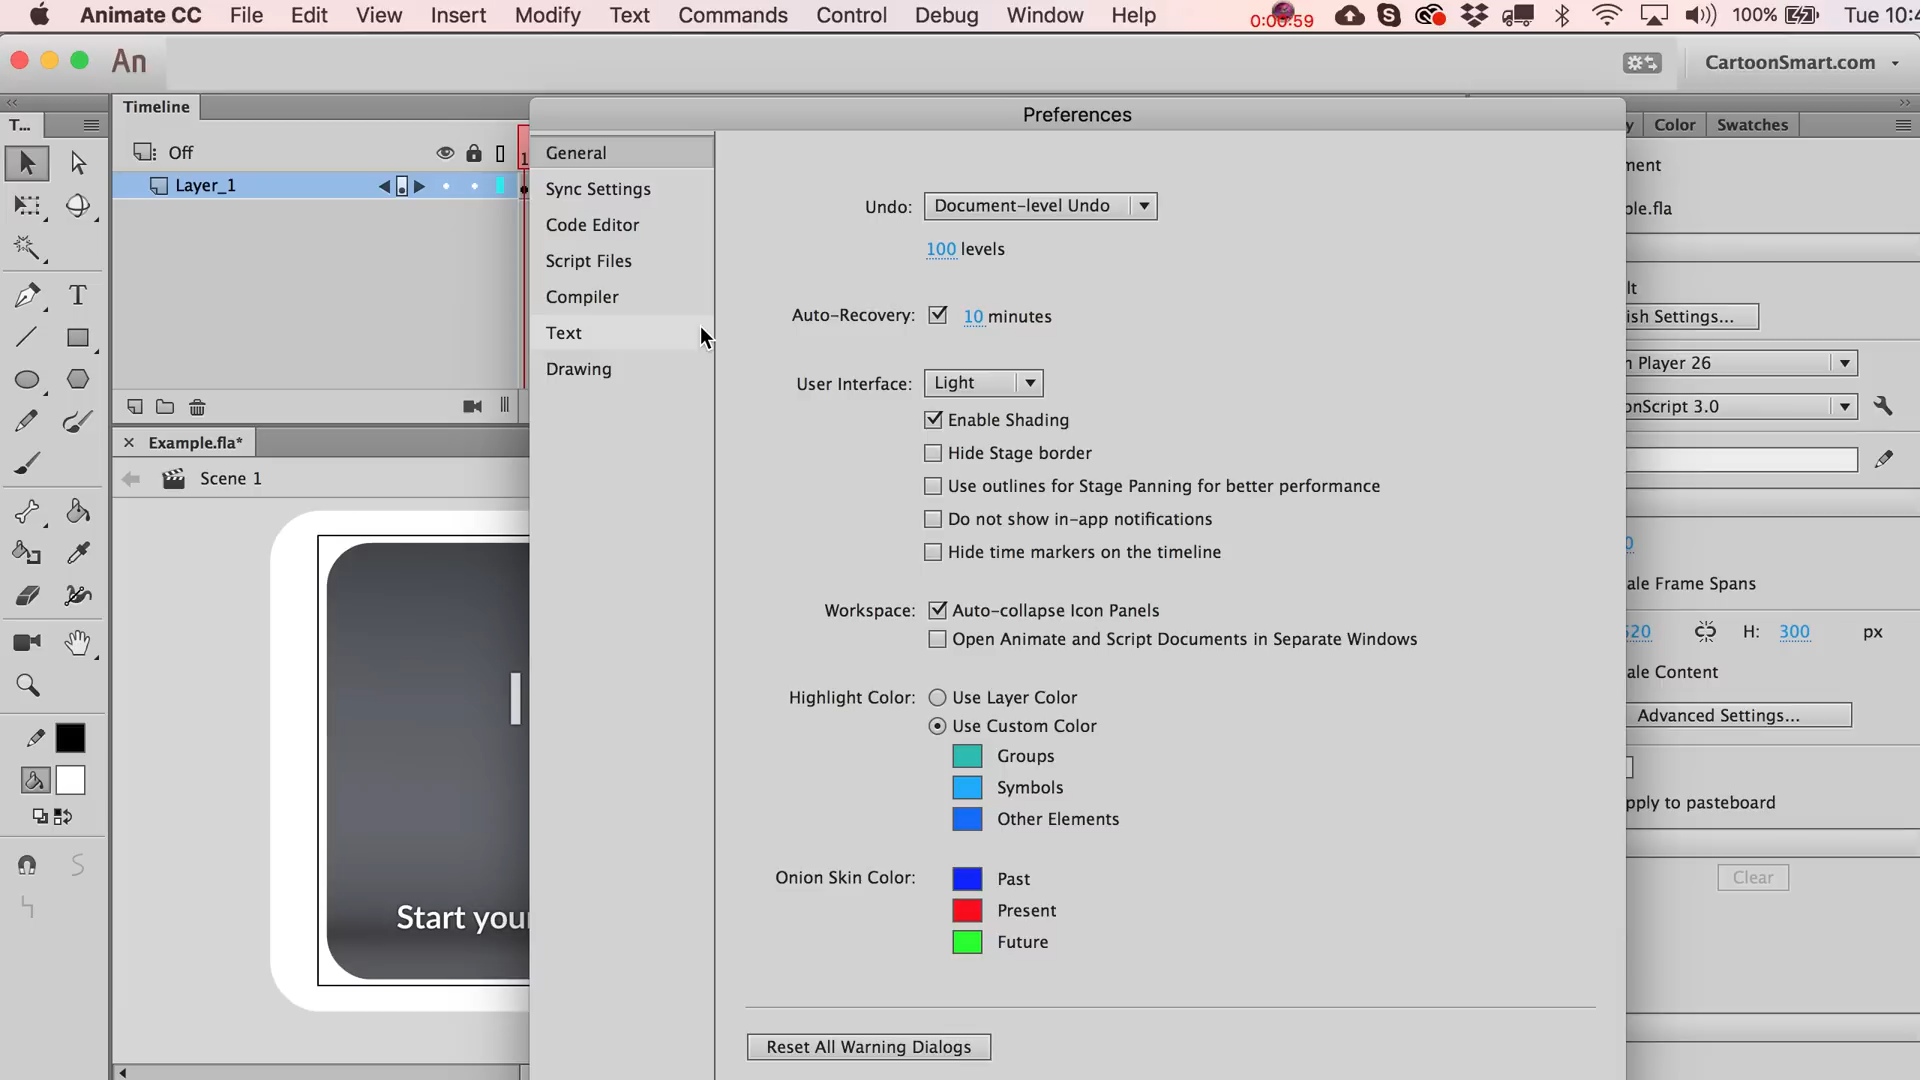 Animate CC File Edit View Insert Modify Text Commands Control Debug Window Help 0:00:59 100% Tue 10:4
An CartoonSmart.com
T... Timeline Preferences y Color Swatches
Off 1 General ment
Layer_1 Sync Settings ple.fla
Undo: Document-level Undo
Code Editor
100 levels
Script Files lt
Compiler Auto-Recovery: 10 minutes ish Settings...
T Text
User Interface: Light n Player 26
Drawing onScript 3.0
Enable Shading
Example.fla* Hide Stage border
Scene 1 Use outlines for Stage Panning for better performance
Do not show in-app notifications
Hide time markers on the timeline 0
ale Frame Spans
Workspace: Auto-collapse Icon Panels
Open Animate and Script Documents in Separate Windows 520 H: 300 px
ale Content
Highlight Color: Use Layer Color
Use Custom Color Advanced Settings...
Groups
Symbols
Other Elements pply to pasteboard
Onion Skin Color: Past Clear
Start your Present
Future
Reset All Warning Dialogs